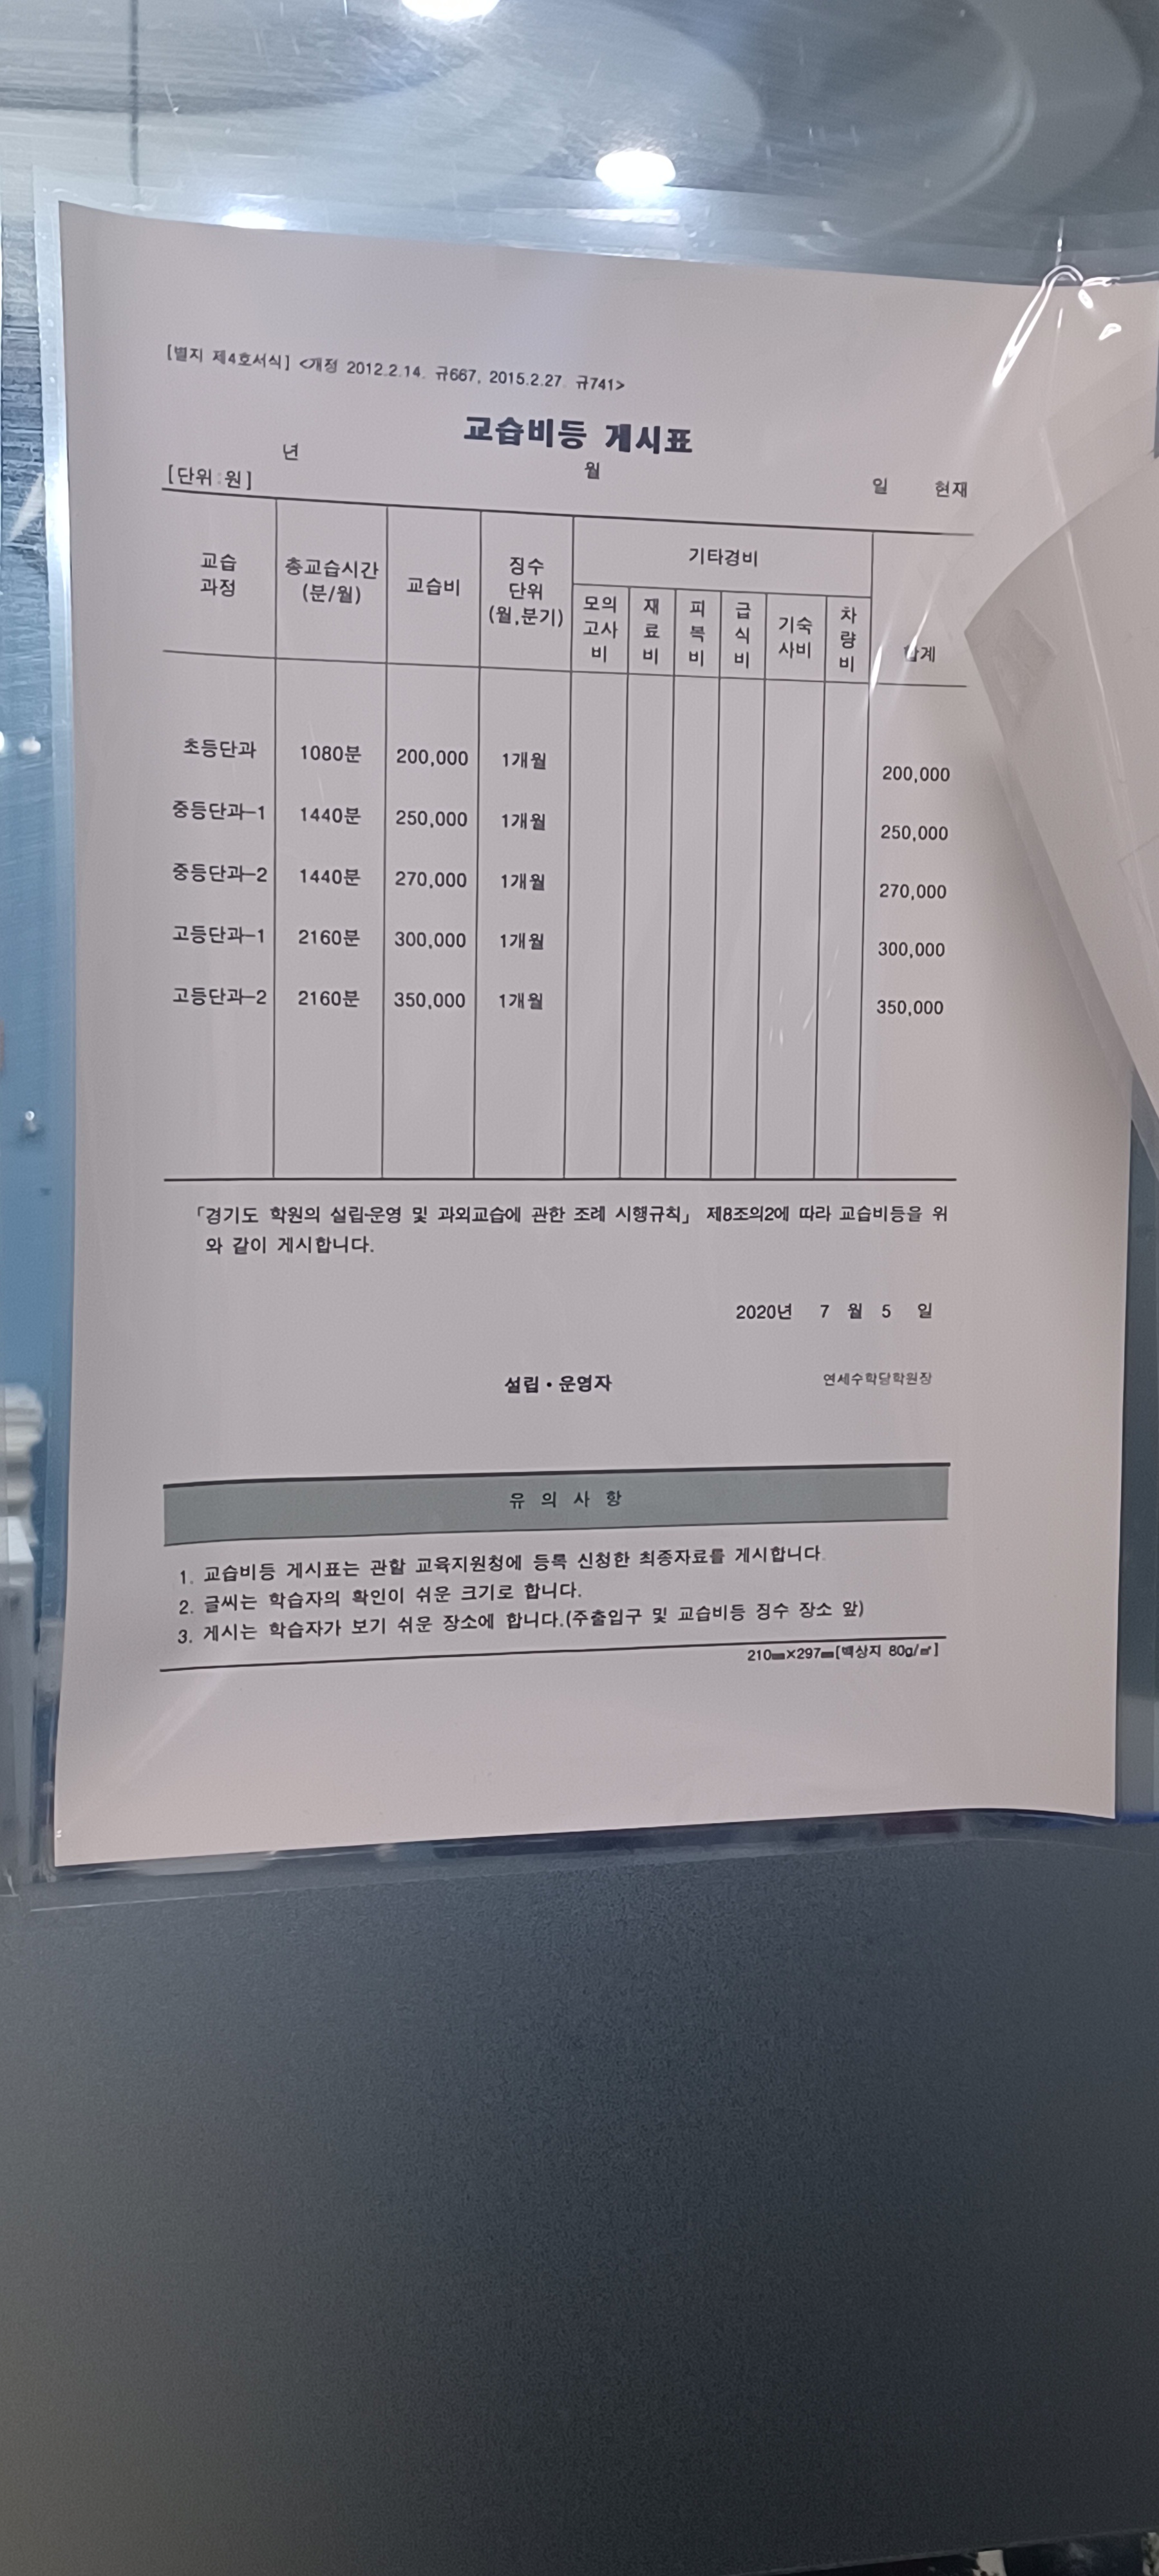 [별지 제4호서식] <개정 2012.2.14. 규667, 2015.2.27. 규741>
교습비등 게시표
년 월 일 현재
[단위:원]
교습과정 총교습시간(분/월) 교습비 징수단위(월,분기) 기타경비 합계
모의고사비 재료비 피복비 급식비 기숙사비 차량비
초등단과 1080분 200,000 1개월 200,000
중등단과-1 1440분 250,000 1개월 250,000
중등단과-2 1440분 270,000 1개월 270,000
고등단과-1 2160분 300,000 1개월 300,000
고등단과-2 2160분 350,000 1개월 350,000
「경기도 학원의 설립·운영 및 과외교습에 관한 조례 시행규칙」 제8조의2에 따라 교습비등을 위
와 같이 게시합니다.
2020년 7 월 5 일
설립·운영자 연세수학당학원장
유 의 사 항
1. 교습비등 게시표는 관할 교육지원청에 등록 신청한 최종자료를 게시합니다.
2. 글씨는 학습자의 확인이 쉬운 크기로 합니다.
3. 게시는 학습자가 보기 쉬운 장소에 합니다.(주출입구 및 교습비등 징수 장소 앞)
210㎜×297㎜[백상지 80g/㎡]